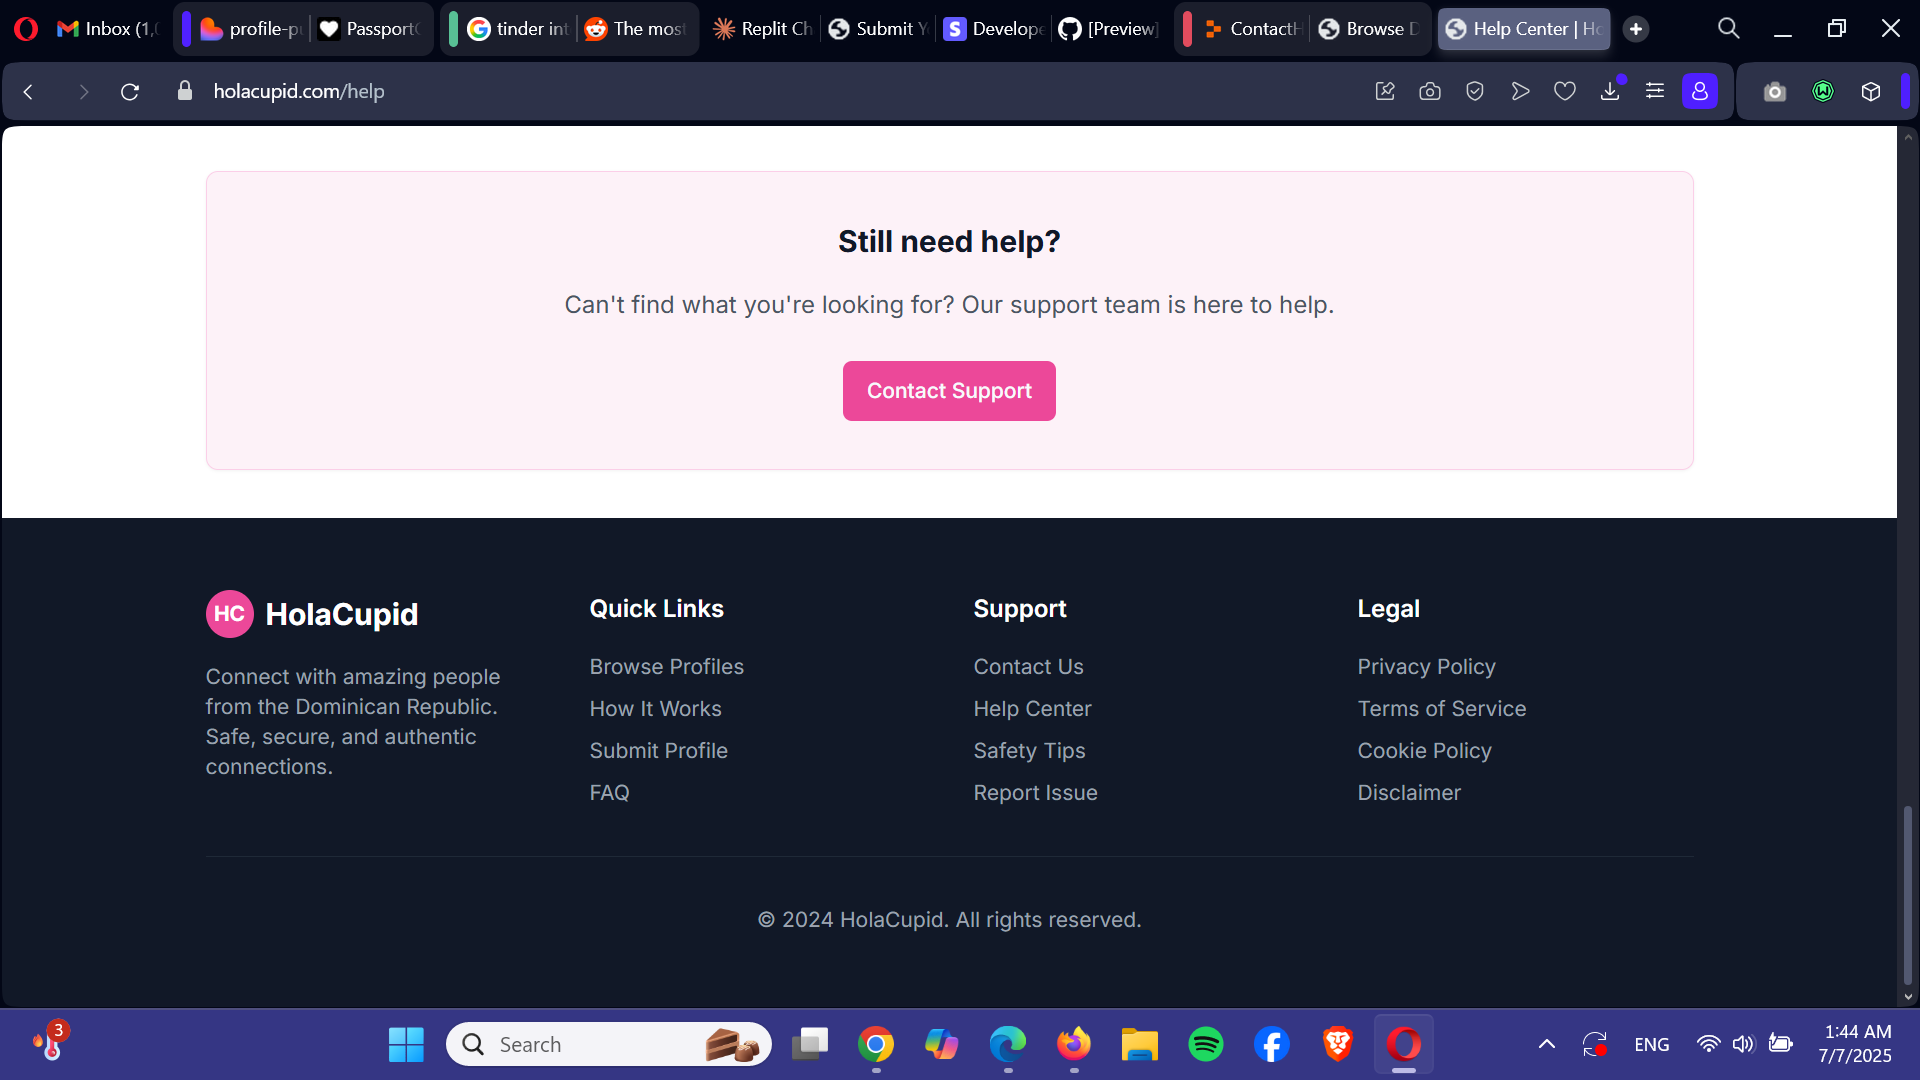 Inbox (1,
profile-pu
Passport
tinder int
The most
Replit Ch
Submit Y
Develope
[Preview]
ContactH
Browse D
Help Center | Ho
holacupid.com/help
Still need help?
Can't find what you're looking for? Our support team is here to help.
Contact Support
HC HolaCupid
Connect with amazing people
from the Dominican Republic.
Safe, secure, and authentic
connections.
Quick Links
Browse Profiles
How It Works
Submit Profile
FAQ
Support
Contact Us
Help Center
Safety Tips
Report Issue
Legal
Privacy Policy
Terms of Service
Cookie Policy
Disclaimer
© 2024 HolaCupid. All rights reserved.
3
Search
ENG
1:44 AM
7/7/2025